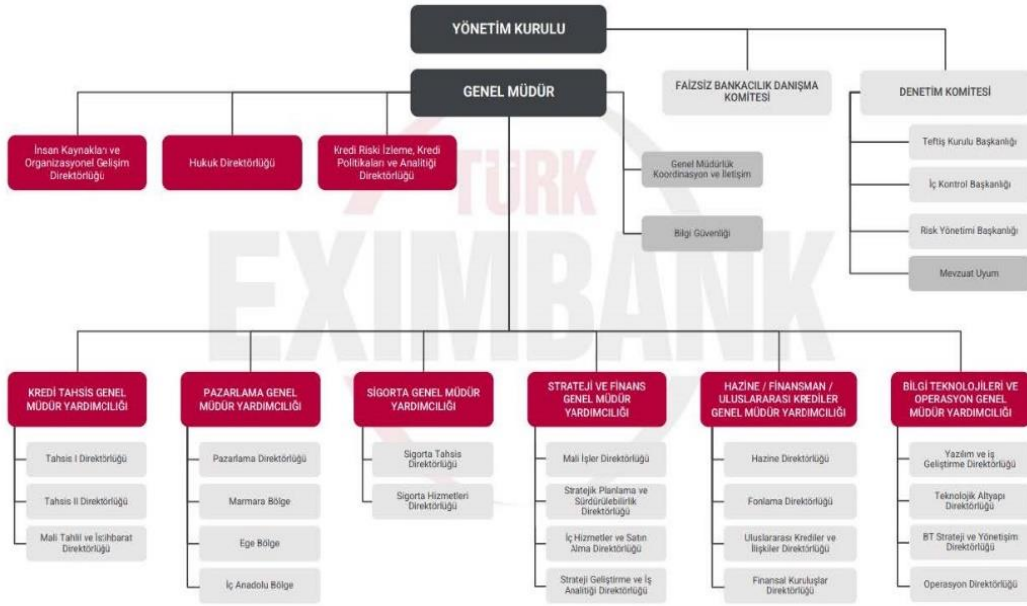 YÖNETİM KURULU
GENEL MÜDÜR
FAİZSİZ BANKACILIK DANIŞMA
KOMİTESİ
DENETİM KOMİTESİ
İnsan Kaynakları ve
Organizasyonel Gelişim
Direktörlüğü
Hukuk Direktörlüğü
Kredi Riski İzleme, Kredi
Politikaları ve Analitiği
Direktörlüğü
Genel Müdürlük
Koordinasyon ve İletişim
Bilgi Güvenliği
Teftiş Kurulu Başkanlığı
İç Kontrol Başkanlığı
Risk Yönetimi Başkanlığı
Mevzuat Uyum
TÜRK
EXIMBANK
KREDİ TAHSİS GENEL
MÜDÜR YARDIMCILIĞI
Tahsis I Direktörlüğü
Tahsis II Direktörlüğü
Mali Tahlil ve İstihbarat
Direktörlüğü
PAZARLAMA GENEL
MÜDÜR YARDIMCILIĞI
Pazarlama Direktörlüğü
Marmara Bölge
Ege Bölge
İç Anadolu Bölge
SİGORTA GENEL MÜDÜR
YARDIMCILIĞI
Sigorta Tahsis
Direktörlüğü
Sigorta Hizmetleri
Direktörlüğü
STRATEJİ VE FİNANS
GENEL MÜDÜR
YARDIMCILIĞI
Mali İşler Direktörlüğü
Stratejik Planlama ve
Sürdürülebilirlik
Direktörlüğü
İç Hizmetler ve Satın
Alma Direktörlüğü
Strateji Geliştirme ve İş
Analitiği Direktörlüğü
HAZİNE / FİNANSMAN /
ULUSLARARASI KREDİLER
GENEL MÜDÜR YARDIMCILIĞI
Hazine Direktörlüğü
Fonlama Direktörlüğü
Uluslararası Krediler ve
İlişkiler Direktörlüğü
Finansal Kuruluşlar
Direktörlüğü
BİLGİ TEKNOLOJİLERİ VE
OPERASYON GENEL
MÜDÜR YARDIMCILIĞI
Yazılım ve iş
Geliştirme Direktörlüğü
Teknolojik Altyapı
Direktörlüğü
BT Strateji ve Yönetişim
Direktörlüğü
Operasyon Direktörlüğü